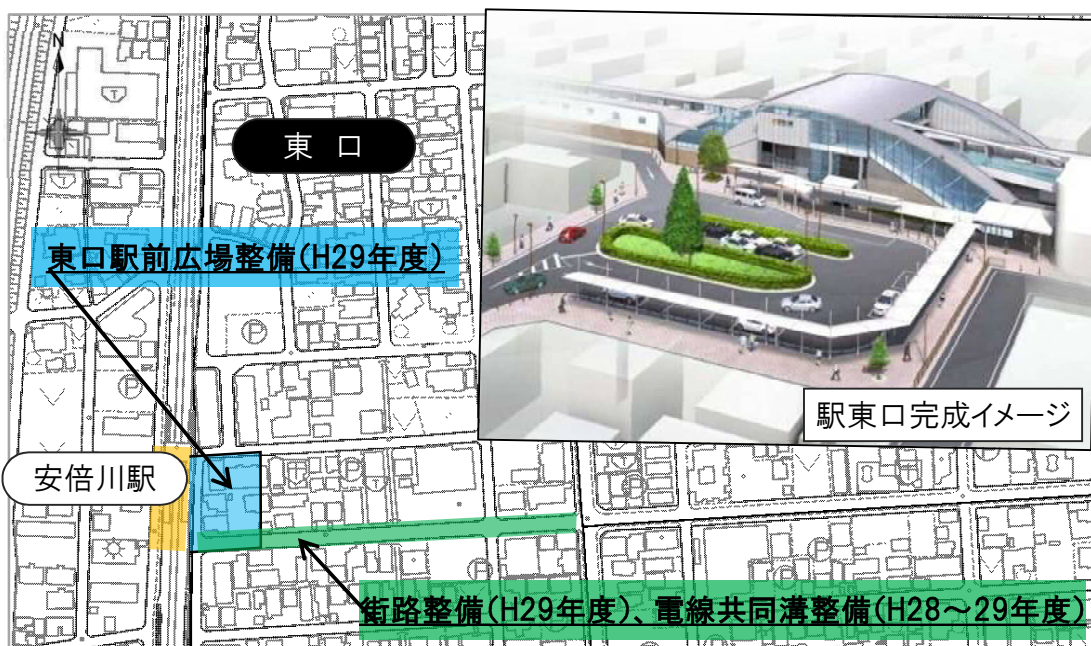 N
東 口
東口駅前広場整備(H29年度)
駅東口完成イメージ
安倍川駅
街路整備(H29年度)、電線共同溝整備(H28～29年度)